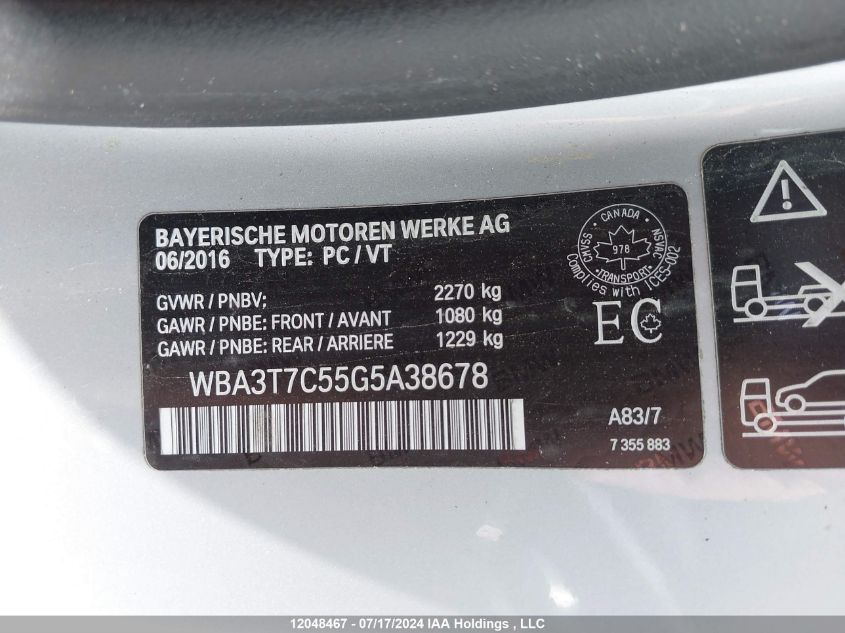 BAYERISCHE MOTOREN WERKE AG
06/2016 TYPE: PC / VT
GVWR / PNBV; 2270 kg
GAWR / PNBE: FRONT / AVANT 1080 kg
GAWR / PNBE: REAR / ARRIERE 1229 kg
CANADA
CMVSS
NSVAC
978
TRANSPORT
Complies with ICES-002
EC
WBA3T7C55G5A38678
A83/7
7 355 883
12048467 - 07/17/2024 IAA Holdings , LLC